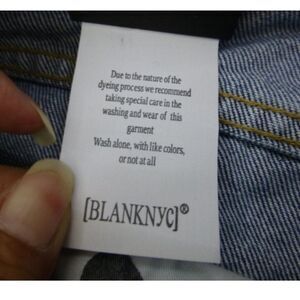 Due to the nature of the
dyeing process we recommend
taking special care in the
washing and wear of this
garment
Wash alone, with like colors,
or not at all
[BLANKNYC]®